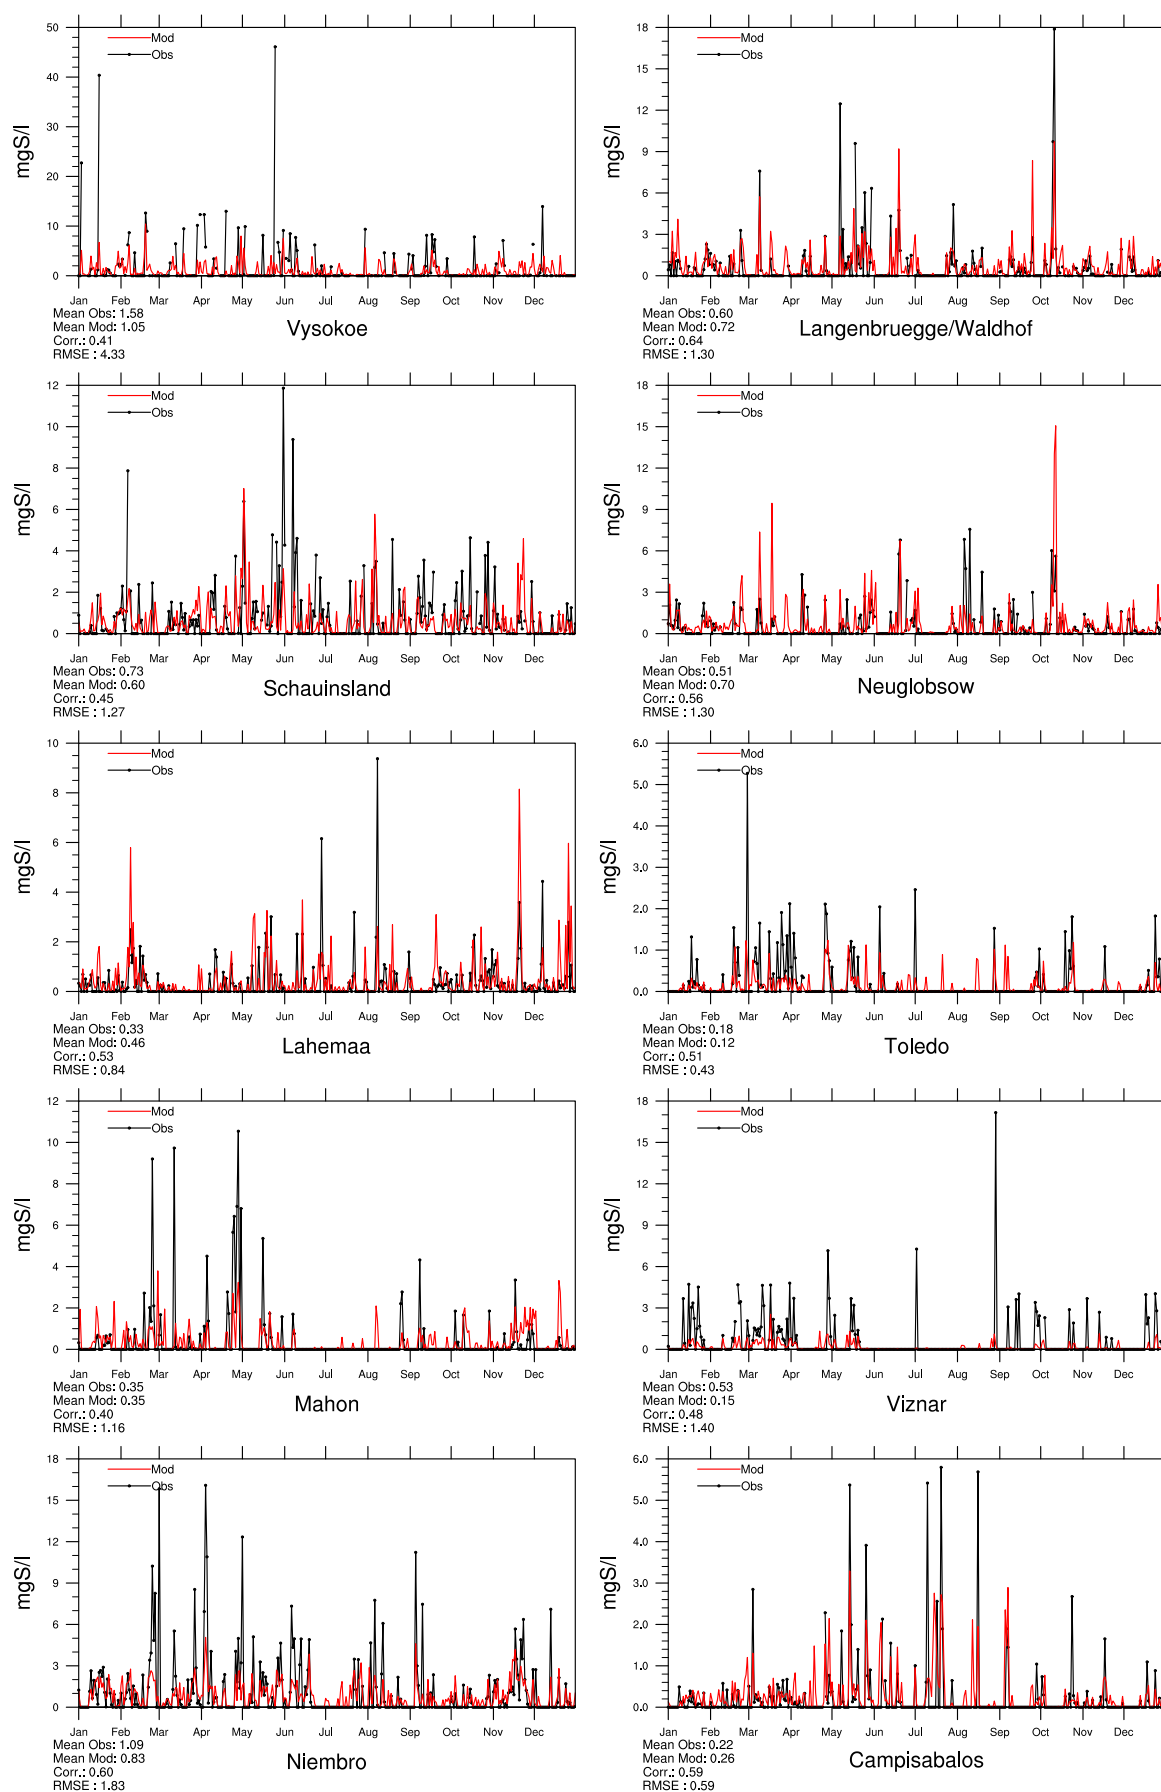 50
40
30
20
10
0
mgS/l
Mod
Obs
Jan Feb Mar Apr May Jun Jul Aug Sep Oct Nov Dec
Mean Obs: 1.58
Mean Mod: 1.05
Corr.: 0.41
RMSE : 4.33
Vysokoe
18
15
12
9
6
3
0
mgS/l
Mod
Obs
Jan Feb Mar Apr May Jun Jul Aug Sep Oct Nov Dec
Mean Obs: 0.60
Mean Mod: 0.72
Corr.: 0.64
RMSE : 1.30
Langenbruegge/Waldhof
12
10
8
6
4
2
0
mgS/l
Mod
Obs
Jan Feb Mar Apr May Jun Jul Aug Sep Oct Nov Dec
Mean Obs: 0.73
Mean Mod: 0.60
Corr.: 0.45
RMSE : 1.27
Schauinsland
18
15
12
9
6
3
0
mgS/l
Mod
Obs
Jan Feb Mar Apr May Jun Jul Aug Sep Oct Nov Dec
Mean Obs: 0.51
Mean Mod: 0.70
Corr.: 0.56
RMSE : 1.30
Neuglobsow
10
8
6
4
2
0
mgS/l
Mod
Obs
Jan Feb Mar Apr May Jun Jul Aug Sep Oct Nov Dec
Mean Obs: 0.33
Mean Mod: 0.46
Corr.: 0.53
RMSE : 0.84
Lahemaa
6.0
5.0
4.0
3.0
2.0
1.0
0.0
mgS/l
Mod
Obs
Jan Feb Mar Apr May Jun Jul Aug Sep Oct Nov Dec
Mean Obs: 0.18
Mean Mod: 0.12
Corr.: 0.51
RMSE : 0.43
Toledo
12
10
8
6
4
2
0
mgS/l
Mod
Obs
Jan Feb Mar Apr May Jun Jul Aug Sep Oct Nov Dec
Mean Obs: 0.35
Mean Mod: 0.35
Corr.: 0.40
RMSE : 1.16
Mahon
18
15
12
9
6
3
0
mgS/l
Mod
Obs
Jan Feb Mar Apr May Jun Jul Aug Sep Oct Nov Dec
Mean Obs: 0.53
Mean Mod: 0.15
Corr.: 0.48
RMSE : 1.40
Viznar
18
15
12
9
6
3
0
mgS/l
Mod
Obs
Jan Feb Mar Apr May Jun Jul Aug Sep Oct Nov Dec
Mean Obs: 1.09
Mean Mod: 0.83
Corr.: 0.60
RMSE : 1.83
Niembro
6.0
5.0
4.0
3.0
2.0
1.0
0.0
mgS/l
Mod
Obs
Jan Feb Mar Apr May Jun Jul Aug Sep Oct Nov Dec
Mean Obs: 0.22
Mean Mod: 0.26
Corr.: 0.59
RMSE : 0.59
Campisabalos